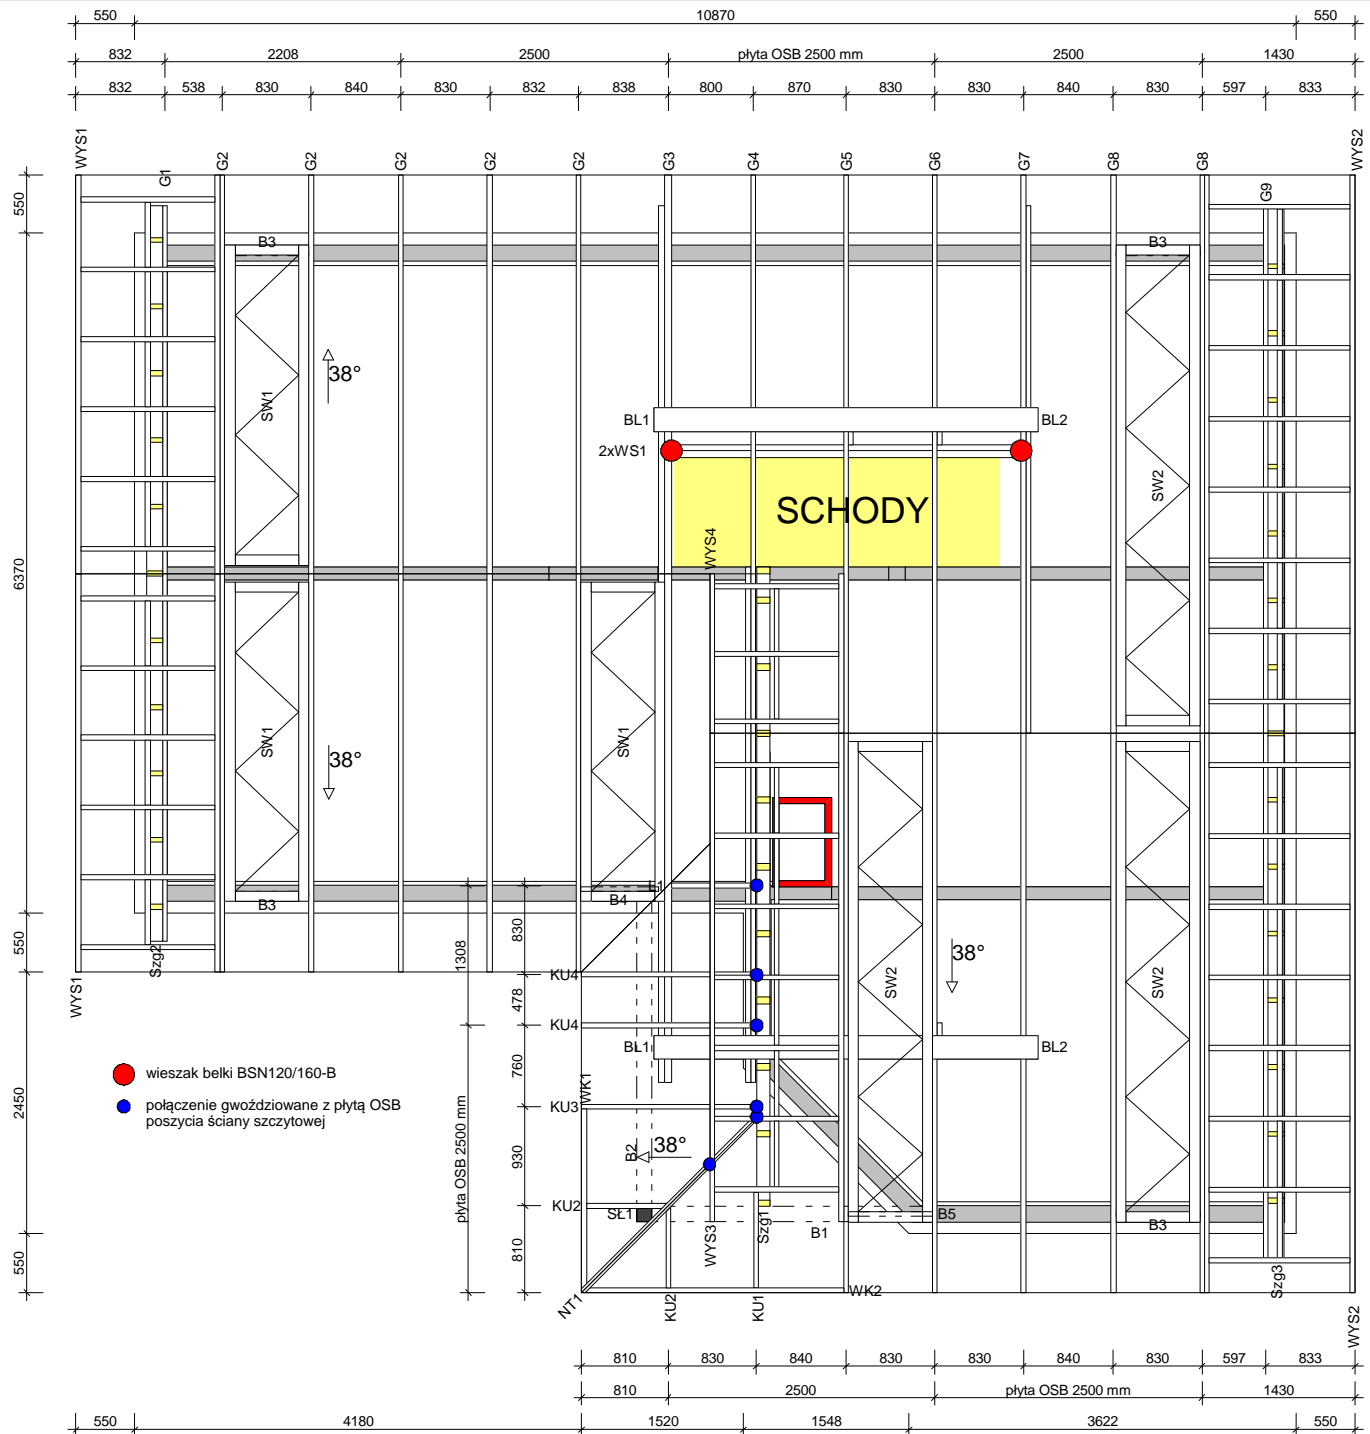 550 10870 550
832 2208 2500 płyta OSB 2500 mm 2500 1430
832 538 830 840 830 832 838 800 870 830 830 840 830 597 833
WYS1 G1 G2 G2 G2 G2 G2 G3 G4 G5 G6 G7 G8 G8 G9 WYS2
550
B3 B3
38°
SW1
BL1 BL2
2xWS1
SW2
SCHODY
WYS4
6370
SW1 SW1
38°
L1
B3 B4
830
1308
550
Szg2
38°
WYS1
KU4
478
SW2 SW2
KU4
BL1 BL2
760
wieszak belki BSN120/160-B
WK1
KU3
połączenie gwoździowane z płytą OSB
poszycia ściany szczytowej
2450
płyta OSB 2500 mm
930
B2
38°
KU2
SŁ1
WYS3
Szg1
B1
B5
B3
550
810
Szg3
NT1 KU2 KU1 WK2
WYS2
810 830 840 830 830 840 830 597 833
810 2500 płyta OSB 2500 mm 1430
550 4180 1520 1548 3622 550